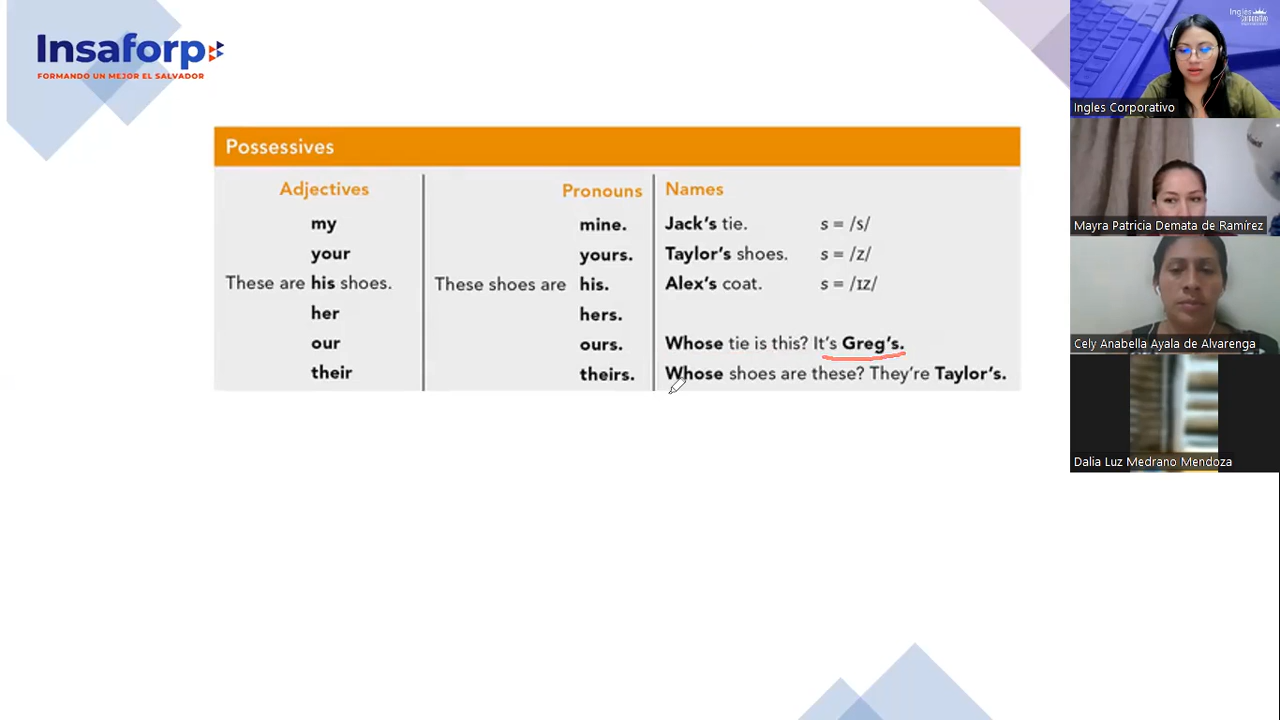 Insaforp
FORMANDO UN MEJOR EL SALVADOR
Possessives
Adjectives
my
your
These are his shoes.
her
our
their
Pronouns
mine.
yours.
These shoes are his.
hers.
ours.
theirs.
Names
Jack's tie. s = /s/
Taylor's shoes. s = /z/
Alex's coat. s = /ɪz/
Whose tie is this? It's Greg's.
Whose shoes are these? They're Taylor's.
Ingles Corporativo
Mayra Patricia Demata de Ramírez
Cely Anabella Ayala de Alvarenga
Dalia Luz Medrano Mendoza